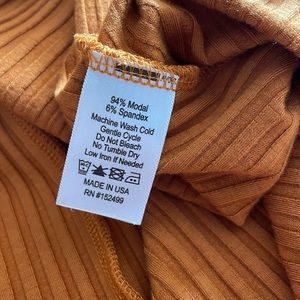 94% Modal
6% Spandex
Machine Wash Cold
Gentle Cycle
Do Not Bleach
No Tumble Dry
Low Iron If Needed
MADE IN USA
RN #152499